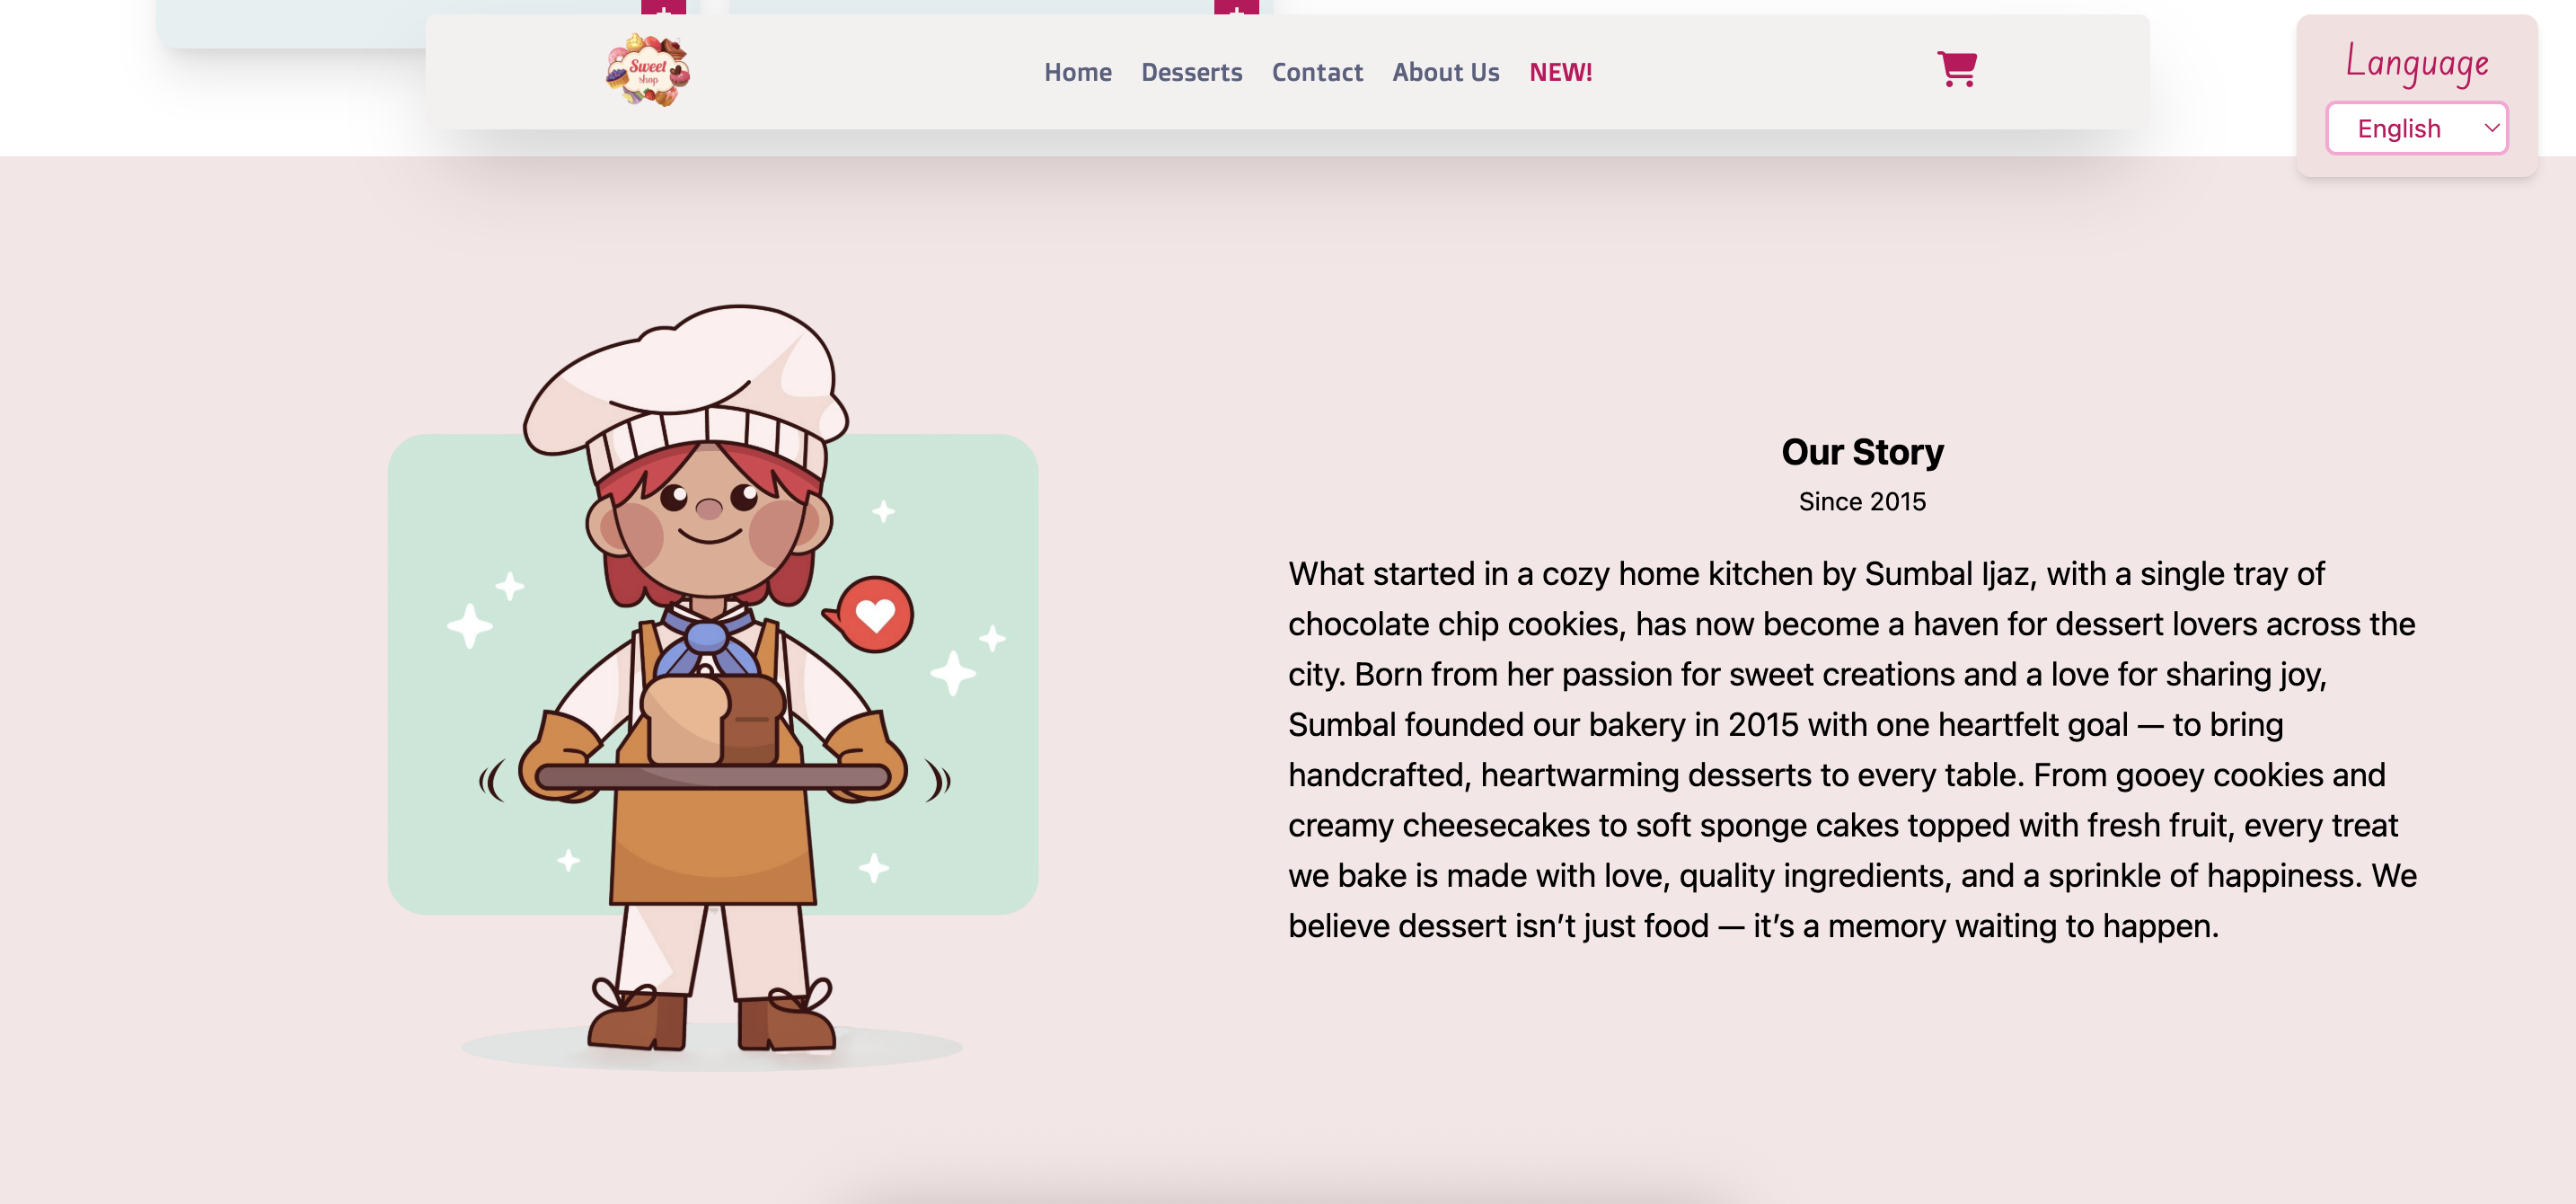 Sweet
shop
Home Desserts Contact About Us NEW!
Language
English
Our Story
Since 2015
What started in a cozy home kitchen by Sumbal Ijaz, with a single tray of
chocolate chip cookies, has now become a haven for dessert lovers across the
city. Born from her passion for sweet creations and a love for sharing joy,
Sumbal founded our bakery in 2015 with one heartfelt goal — to bring
handcrafted, heartwarming desserts to every table. From gooey cookies and
creamy cheesecakes to soft sponge cakes topped with fresh fruit, every treat
we bake is made with love, quality ingredients, and a sprinkle of happiness. We
believe dessert isn’t just food — it’s a memory waiting to happen.